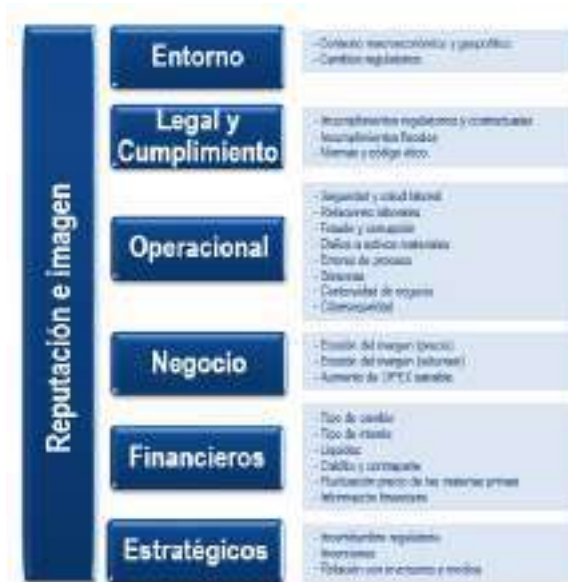 Reputación e imagen
Entorno
- Contexto macroeconómico y geopolítico
- Cambios regulatorios
Legal y
Cumplimiento
- Incumplimientos regulatorios y contractuales
- Incumplimientos fiscales
- Normas y código ético.
Operacional
- Seguridad y salud laboral
- Relaciones laborales
- Fraude y corrupción
- Daños a activos materiales
- Errores de proceso
- Sistemas
- Continuidad de negocio
- Ciberseguridad
Negocio
- Erosión del margen (precio)
- Erosión del margen (volumen)
- Aumento de OPEX
Financieros
- Tipo de cambio
- Tipo de interés
- Liquidez
- Crédito y contraparte
- Fluctuación precio de las materias primas
- Información financiera
Estratégicos
- Incertidumbre regulatoria
- Inversiones
- Relación con inversores y medios